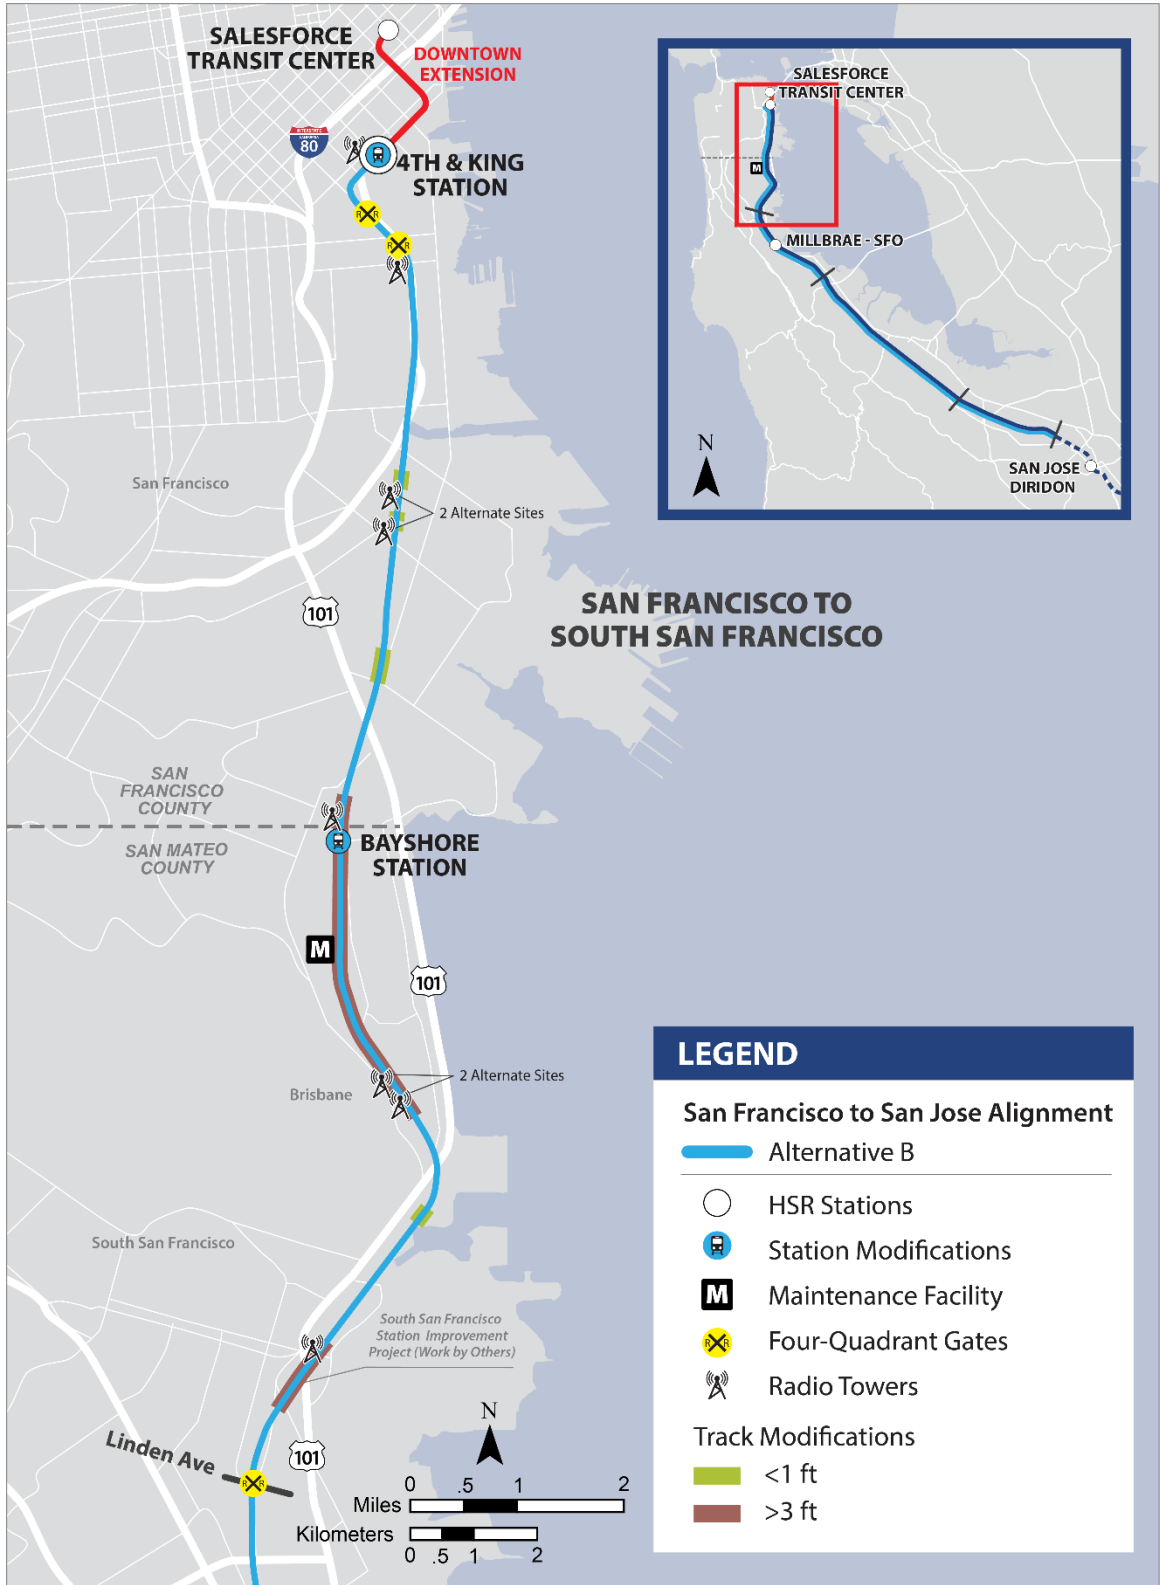 SALESFORCE
TRANSIT CENTER
DOWNTOWN
EXTENSION
INTERSTATE
CALIFORNIA
80
4TH & KING
STATION
R R
R R
San Francisco
2 Alternate Sites
101
SAN FRANCISCO TO
SOUTH SAN FRANCISCO
SAN
FRANCISCO
COUNTY
SAN MATEO
COUNTY
BAYSHORE
STATION
M
101
2 Alternate Sites
Brisbane
South San Francisco
South San Francisco
Station Improvement
Project (Work by Others)
Linden Ave
R R
101
N
0 .5 1 2
Miles
Kilometers
0 .5 1 2
SALESFORCE
TRANSIT CENTER
M
MILLBRAE - SFO
N
SAN JOSE
DIRIDON
LEGEND
San Francisco to San Jose Alignment
Alternative B
HSR Stations
Station Modifications
M Maintenance Facility
R R Four-Quadrant Gates
Radio Towers
Track Modifications
<1 ft
>3 ft